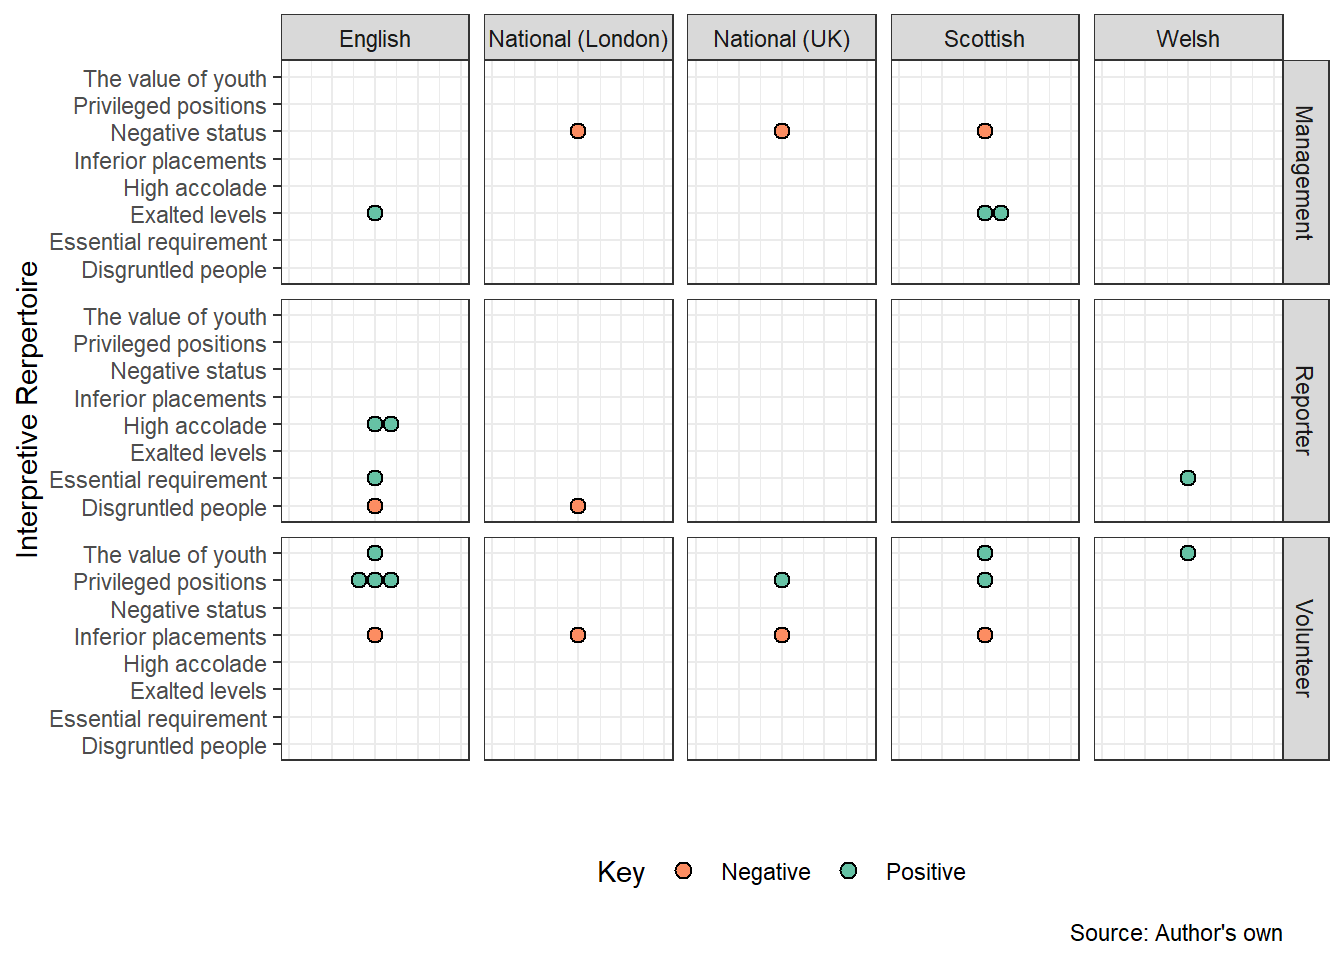 English
National (London)
National (UK)
Scottish
Welsh
Interpretive Rerpertoire
The value of youth
Privileged positions
Negative status
Inferior placements
High accolade
Exalted levels
Essential requirement
Disgruntled people
Management
The value of youth
Privileged positions
Negative status
Inferior placements
High accolade
Exalted levels
Essential requirement
Disgruntled people
Reporter
The value of youth
Privileged positions
Negative status
Inferior placements
High accolade
Exalted levels
Essential requirement
Disgruntled people
Volunteer
Key Negative Positive
Source: Author's own